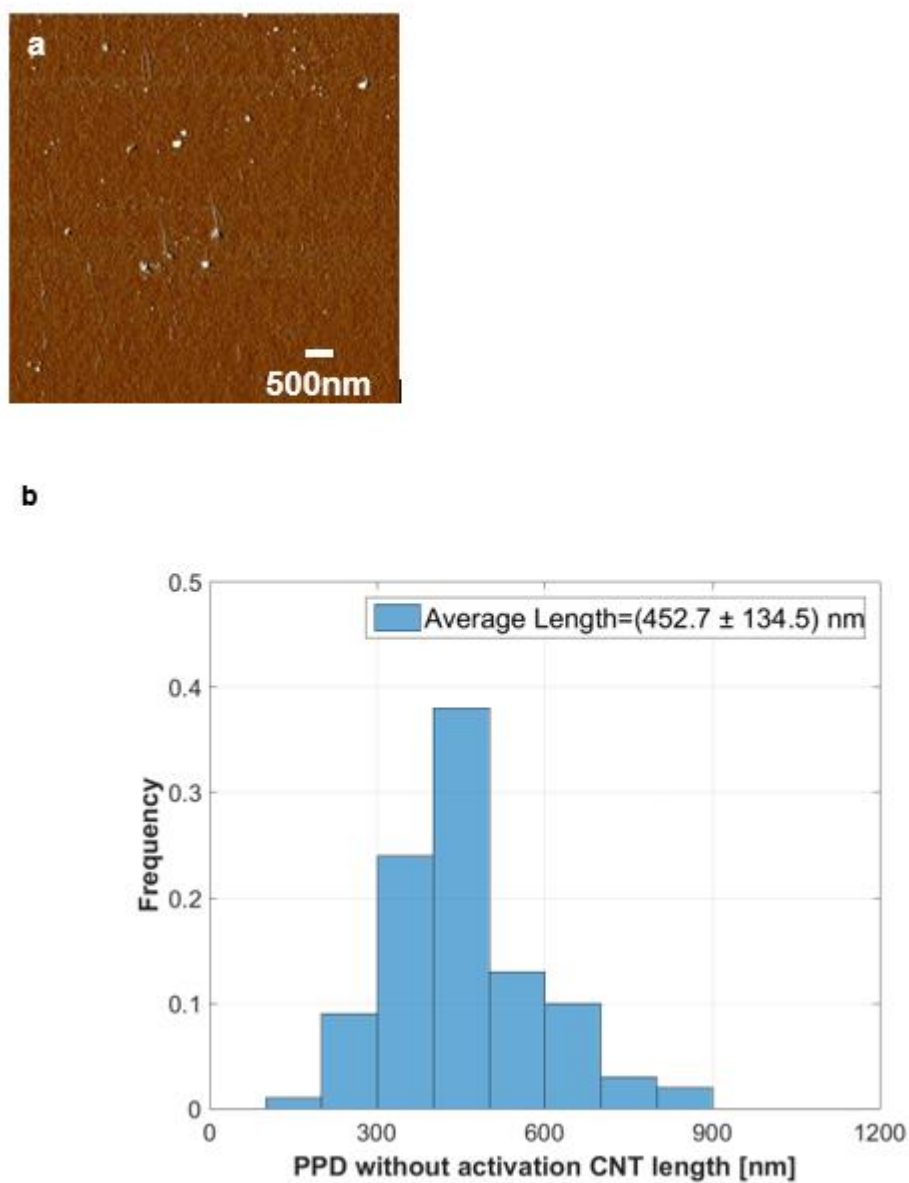 a
500nm
b
0.5
Average Length=(452.7 ± 134.5) nm
0.4
0.3
0.2
0.1
0
Frequency
0 300 600 900 1200
PPD without activation CNT length [nm]